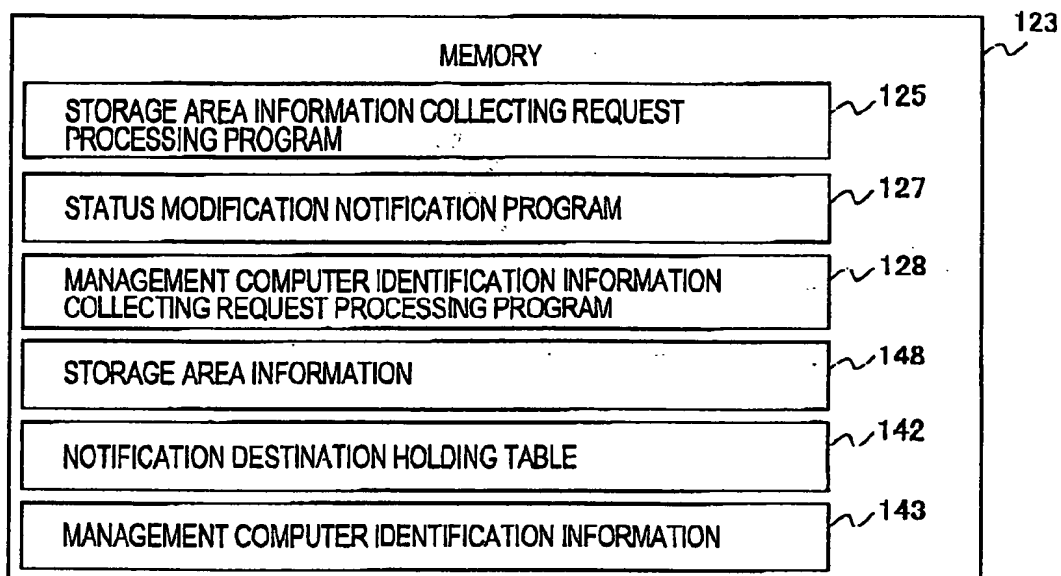 123
MEMORY
STORAGE AREA INFORMATION COLLECTING REQUEST
PROCESSING PROGRAM
125
STATUS MODIFICATION NOTIFICATION PROGRAM
127
MANAGEMENT COMPUTER IDENTIFICATION INFORMATION
COLLECTING REQUEST PROCESSING PROGRAM
128
STORAGE AREA INFORMATION
148
NOTIFICATION DESTINATION HOLDING TABLE
142
MANAGEMENT COMPUTER IDENTIFICATION INFORMATION
143